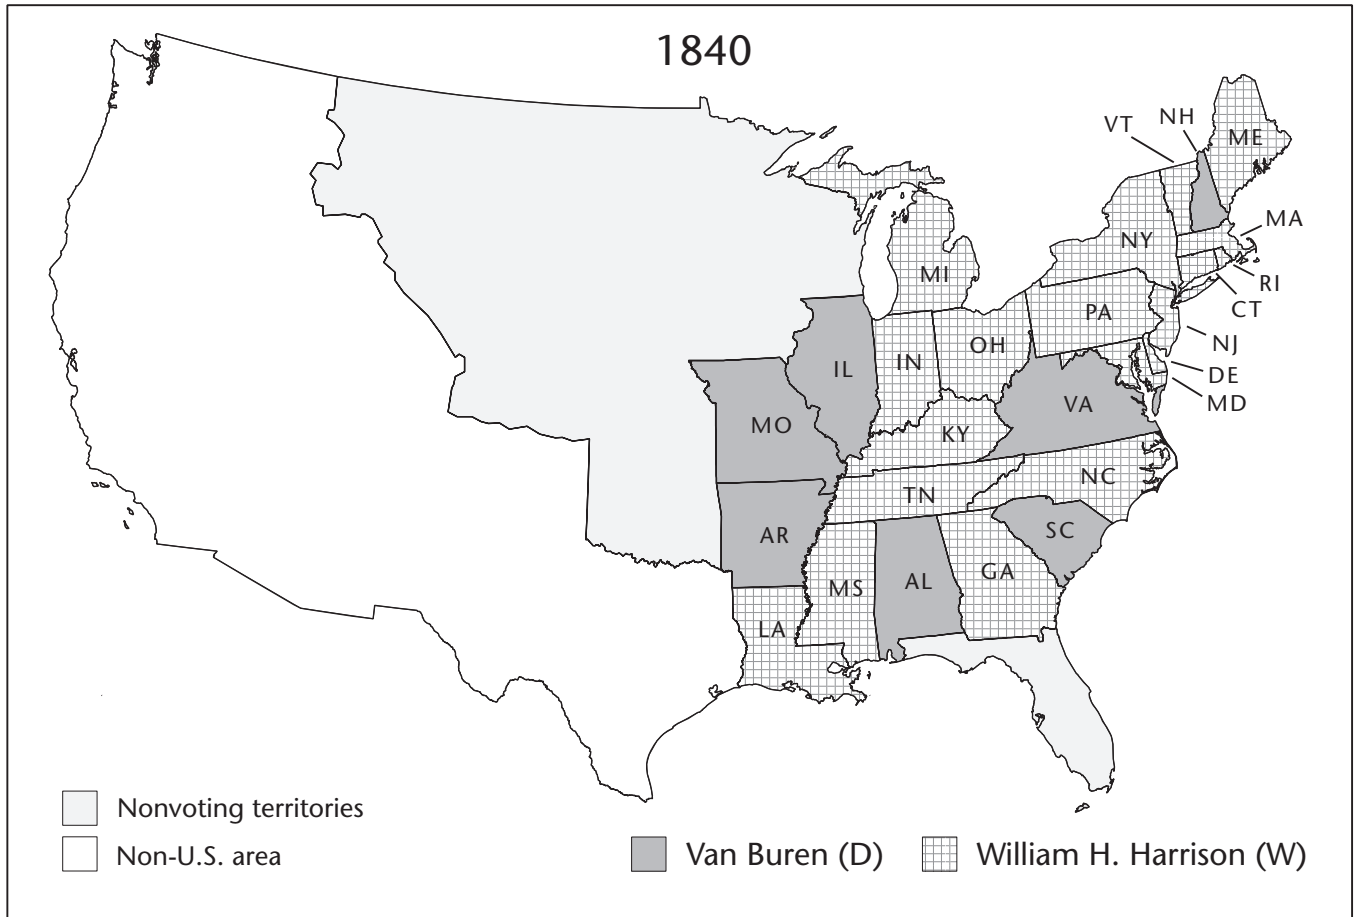 1840
VT
NH
ME
MA
NY
MI
RI
CT
PA
NJ
OH
IN
IL
DE
MD
VA
MO
KY
NC
TN
AR
SC
GA
MS
AL
LA
Nonvoting territories
Non-U.S. area
Van Buren (D)
William H. Harrison (W)